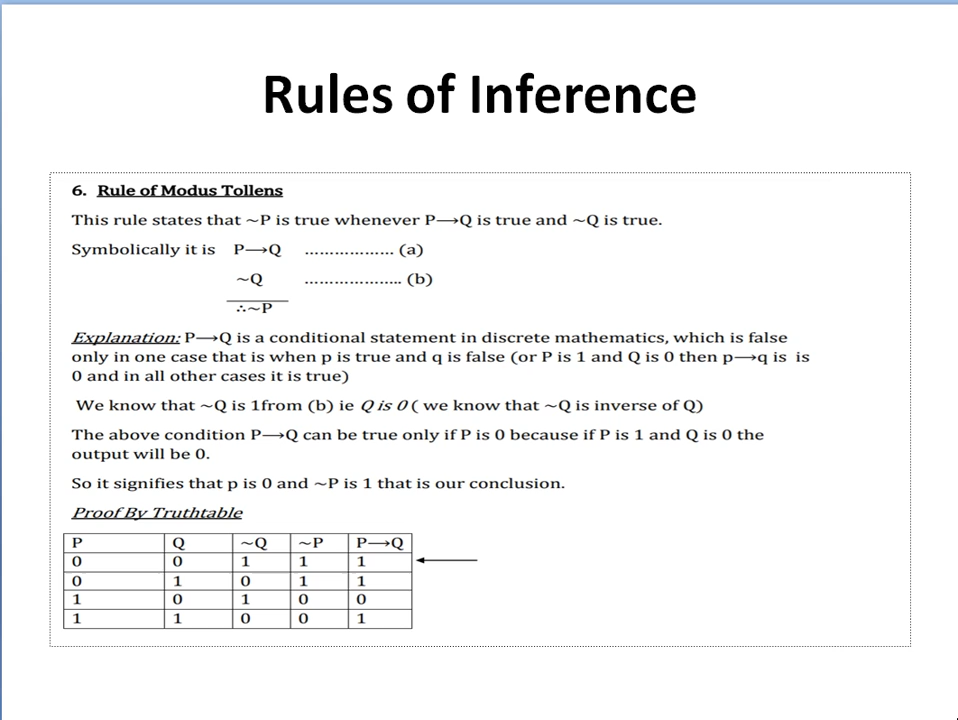 Rules of Inference
6. Rule of Modus Tollens
This rule states that ~P is true whenever P→Q is true and ~Q is true.
Symbolically it is P→Q .................. (a)
~Q .................... (b)
∴~P
Explanation: P→Q is a conditional statement in discrete mathematics, which is false
only in one case that is when p is true and q is false (or P is 1 and Q is 0 then p→q is is
0 and in all other cases it is true)
We know that ~Q is 1from (b) ie Q is 0 ( we know that ~Q is inverse of Q)
The above condition P→Q can be true only if P is 0 because if P is 1 and Q is 0 the
output will be 0.
So it signifies that p is 0 and ~P is 1 that is our conclusion.
Proof By Truthtable
P Q ~Q ~P P→Q
0 0 1 1 1
0 1 0 1 1
1 0 1 0 0
1 1 0 0 1